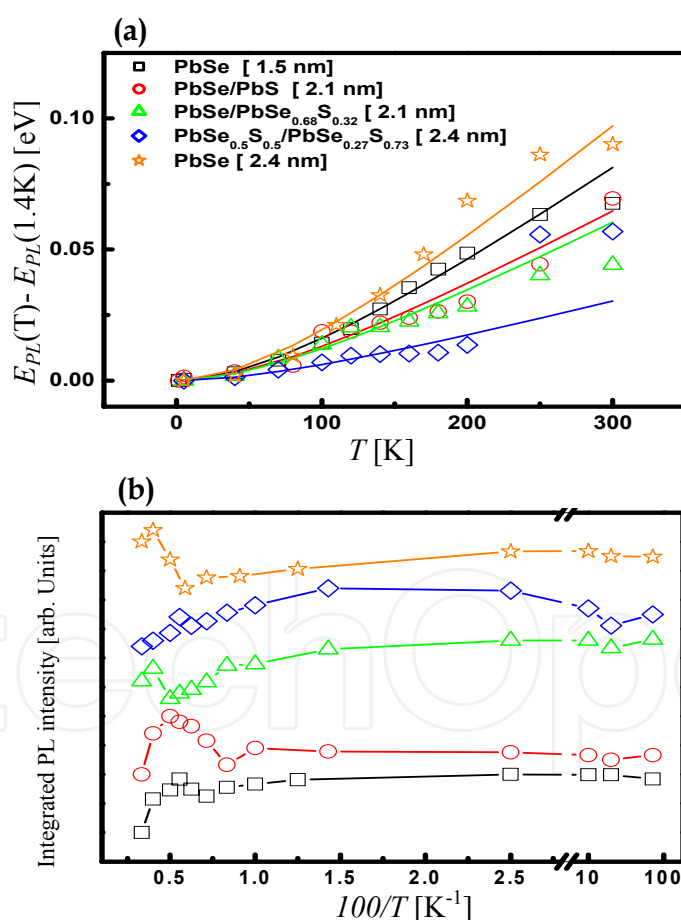 (a)
PbSe [ 1.5 nm]
PbSe/PbS [ 2.1 nm]
PbSe/PbSe0.68S0.32 [ 2.1 nm]
PbSe0.5S0.5/PbSe0.27S0.73 [ 2.4 nm]
PbSe [ 2.4 nm]
EPL(T)- EPL(1.4K) [eV]
0.10
0.05
0.00
0 100 200 300
T [K]
(b)
Integrated PL intensity [arb. Units]
0.5 1.0 1.5 2.0 2.5 10 100
100/T [K-1]